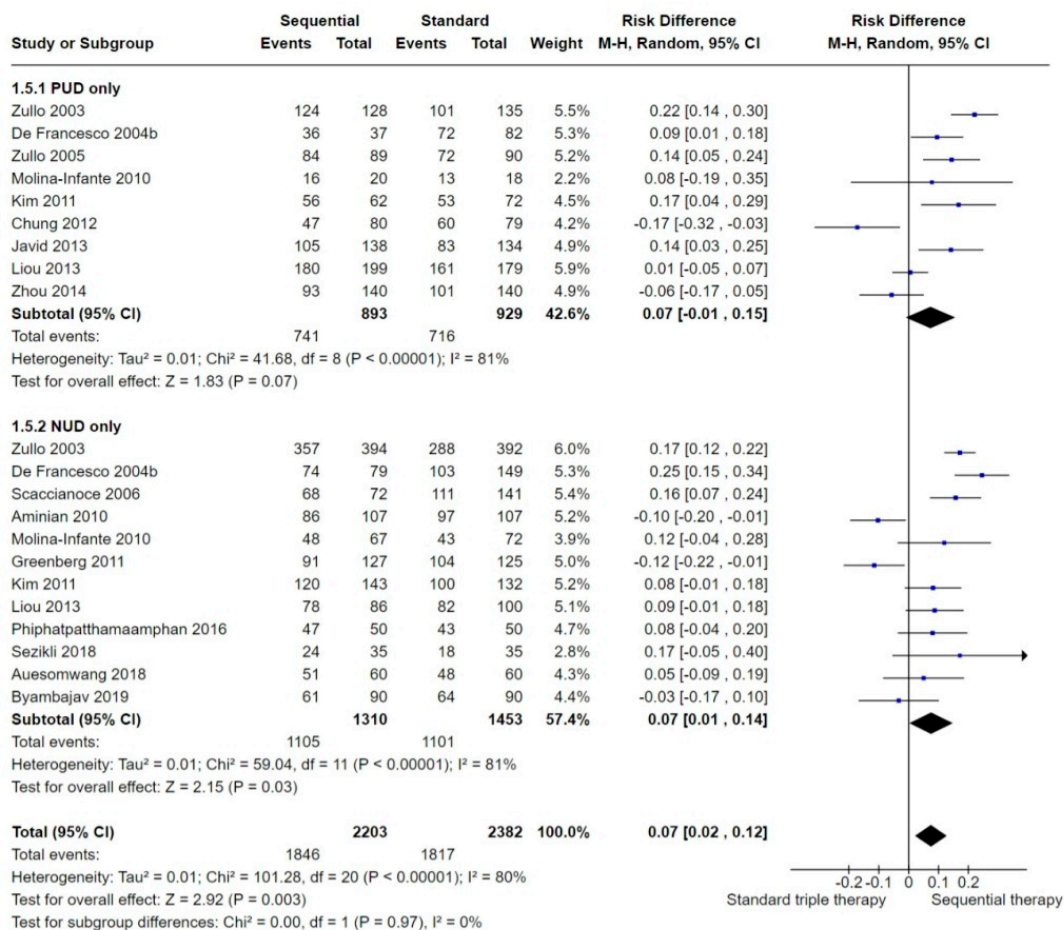 Sequential Standard Risk Difference Risk Difference
Study or Subgroup Events Total Events Total Weight M-H, Random, 95% CI M-H, Random, 95% CI
1.5.1 PUD only
Zullo 2003 124 128 101 135 5.5% 0.22 [0.14 , 0.30]
De Francesco 2004b 36 37 72 82 5.3% 0.09 [0.01 , 0.18]
Zullo 2005 84 89 72 90 5.2% 0.14 [0.05 , 0.24]
Molina-Infante 2010 16 20 13 18 2.2% 0.08 [-0.19 , 0.35]
Kim 2011 56 62 53 72 4.6% 0.17 [0.04 , 0.29]
Chung 2012 47 80 60 79 4.2% -0.17 [-0.32 , -0.03]
Javid 2013 105 138 83 134 4.9% 0.14 [0.03 , 0.25]
Liou 2013 180 199 161 179 5.9% 0.01 [-0.05 , 0.07]
Zhou 2014 93 140 101 140 4.9% -0.06 [-0.17 , 0.05]
Subtotal (95% CI) 893 929 42.6% 0.07 [-0.01 , 0.15]
Total events: 741 716
Heterogeneity: Tau² = 0.01; Chi² = 41.68, df = 8 (P < 0.00001); I² = 81%
Test for overall effect: Z = 1.83 (P = 0.07)
1.5.2 NUD only
Zullo 2003 357 394 288 392 6.0% 0.17 [0.12 , 0.22]
De Francesco 2004b 74 79 103 149 5.3% 0.25 [0.15 , 0.34]
Scaccianoce 2006 68 72 111 141 5.4% 0.16 [0.07 , 0.24]
Aminian 2010 86 107 97 107 5.2% -0.10 [-0.20 , -0.01]
Molina-Infante 2010 48 67 43 72 3.9% 0.12 [-0.04 , 0.28]
Greenberg 2011 91 127 104 125 5.0% -0.12 [-0.22 , -0.01]
Kim 2011 120 143 100 132 5.2% 0.08 [-0.01 , 0.18]
Liou 2013 78 86 82 100 5.1% 0.09 [-0.01 , 0.18]
Phiphatpatthamaamphan 2016 47 50 43 50 4.7% 0.08 [-0.04 , 0.20]
Sezikli 2018 24 35 18 35 2.8% 0.17 [-0.05 , 0.40]
Auesomwang 2018 51 60 48 60 4.3% 0.05 [-0.09 , 0.19]
Byambajav 2019 61 90 64 90 4.4% -0.03 [-0.17 , 0.10]
Subtotal (95% CI) 1310 1453 57.4% 0.07 [0.01 , 0.14]
Total events: 1105 1101
Heterogeneity: Tau² = 0.01; Chi² = 59.04, df = 11 (P < 0.00001); I² = 81%
Test for overall effect: Z = 2.15 (P = 0.03)
Total (95% CI) 2203 2382 100.0% 0.07 [0.02 , 0.12]
Total events: 1846 1817
Heterogeneity: Tau² = 0.01; Chi² = 101.28, df = 20 (P < 0.00001); I² = 80%
-0.2 -0.1 0 0.1 0.2
Test for overall effect: Z = 2.92 (P = 0.003) Standard triple therapy Sequential therapy
Test for subgroup differences: Chi² = 0.00, df = 1 (P = 0.97), I² = 0%